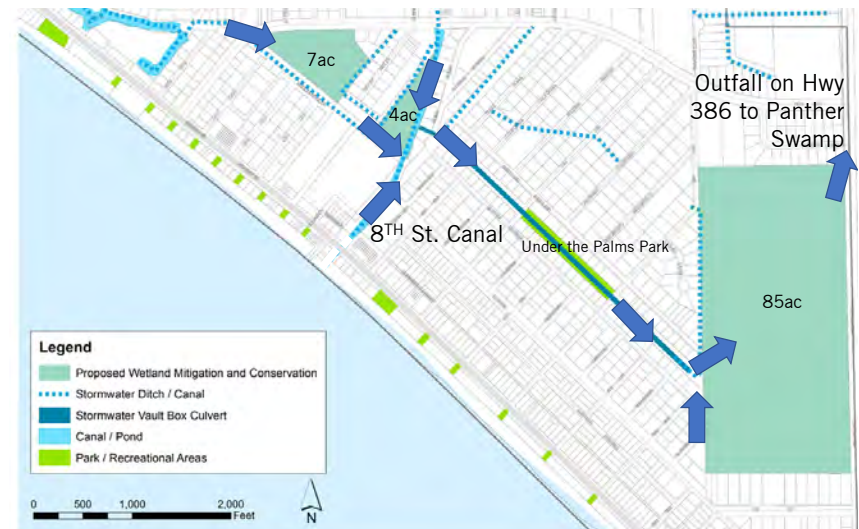 7ac
4ac
Outfall on Hwy
386 to Panther
Swamp
8TH St. Canal
Under the Palms Park
85ac
Legend
Proposed Wetland Mitigation and Conservation
Stormwater Ditch / Canal
Stormwater Vault Box Culvert
Canal / Pond
Park / Recreational Areas
0 500 1,000 2,000
Feet
N